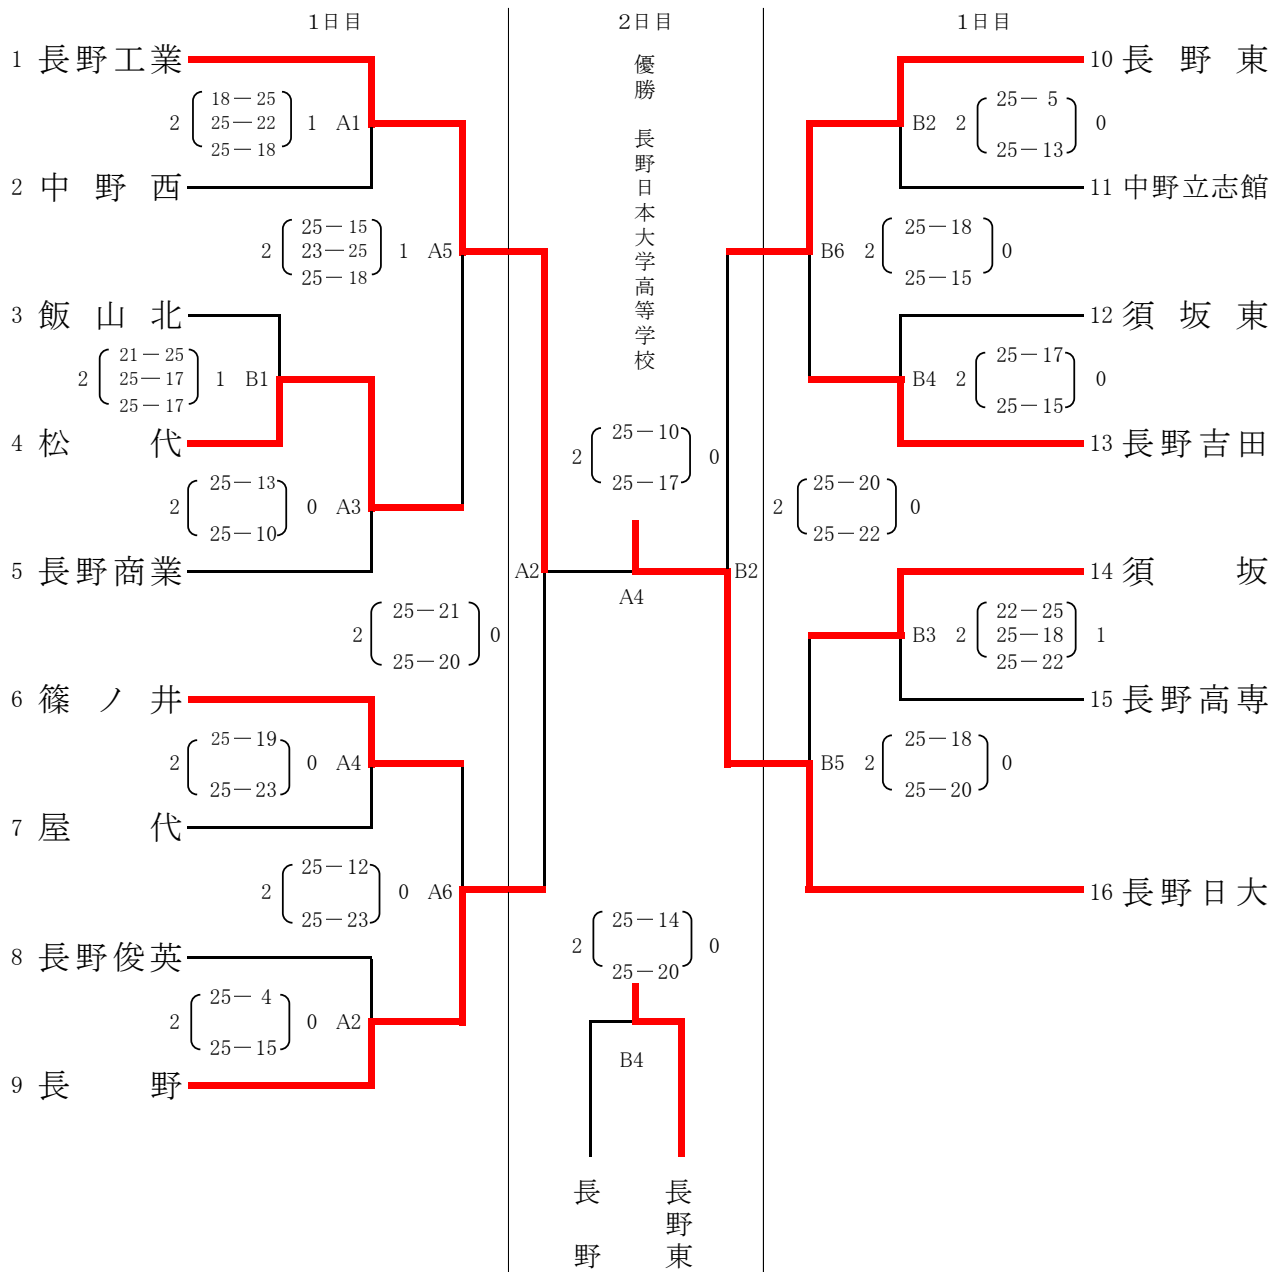 1日目
2日目
1日目
優勝 長野日本大学高等学校
1 長野工業
2 18－25 1 A1
25－22
25－18
2 中野西
2 25－15 1 A5
23－25
25－18
3 飯山北
2 21－25 1 B1
25－17
25－17
4 松代
2 25－13 0 A3
25－10
5 長野商業
A2
2 25－21 0
25－20
6 篠ノ井
2 25－19 0 A4
25－23
7 屋代
2 25－12 0 A6
25－23
8 長野俊英
2 25－ 4 0 A2
25－15
9 長野
2 25－10 0
25－17
A4
2 25－14 0
25－20
B4
長野
長野東
10 長野東
B2 2 25－ 5 0
25－13
11 中野立志館
B6 2 25－18 0
25－15
12 須坂東
B4 2 25－17 0
25－15
13 長野吉田
2 25－20 0
25－22
B2
14 須坂
B3 2 22－25 1
25－18
25－22
15 長野高専
B5 2 25－18 0
25－20
16 長野日大